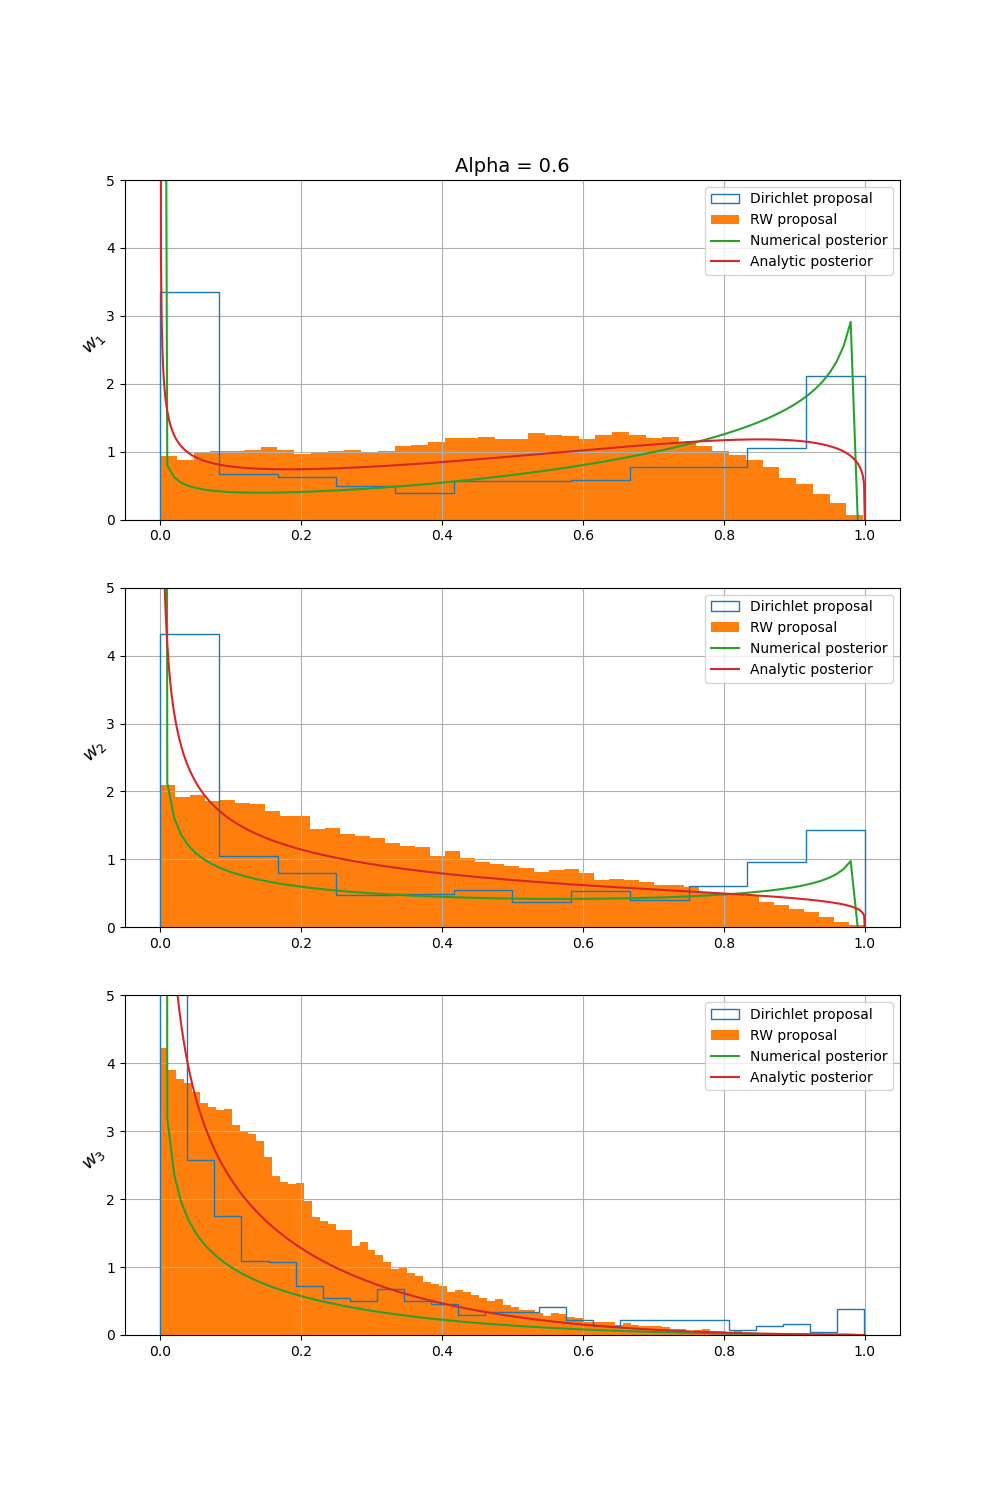 Alpha = 0.6
5
4
3
2
1
0
w1
Dirichlet proposal
RW proposal
Numerical posterior
Analytic posterior
0.0 0.2 0.4 0.6 0.8 1.0
5
4
3
2
1
0
w2
Dirichlet proposal
RW proposal
Numerical posterior
Analytic posterior
0.0 0.2 0.4 0.6 0.8 1.0
5
4
3
2
1
0
w3
Dirichlet proposal
RW proposal
Numerical posterior
Analytic posterior
0.0 0.2 0.4 0.6 0.8 1.0